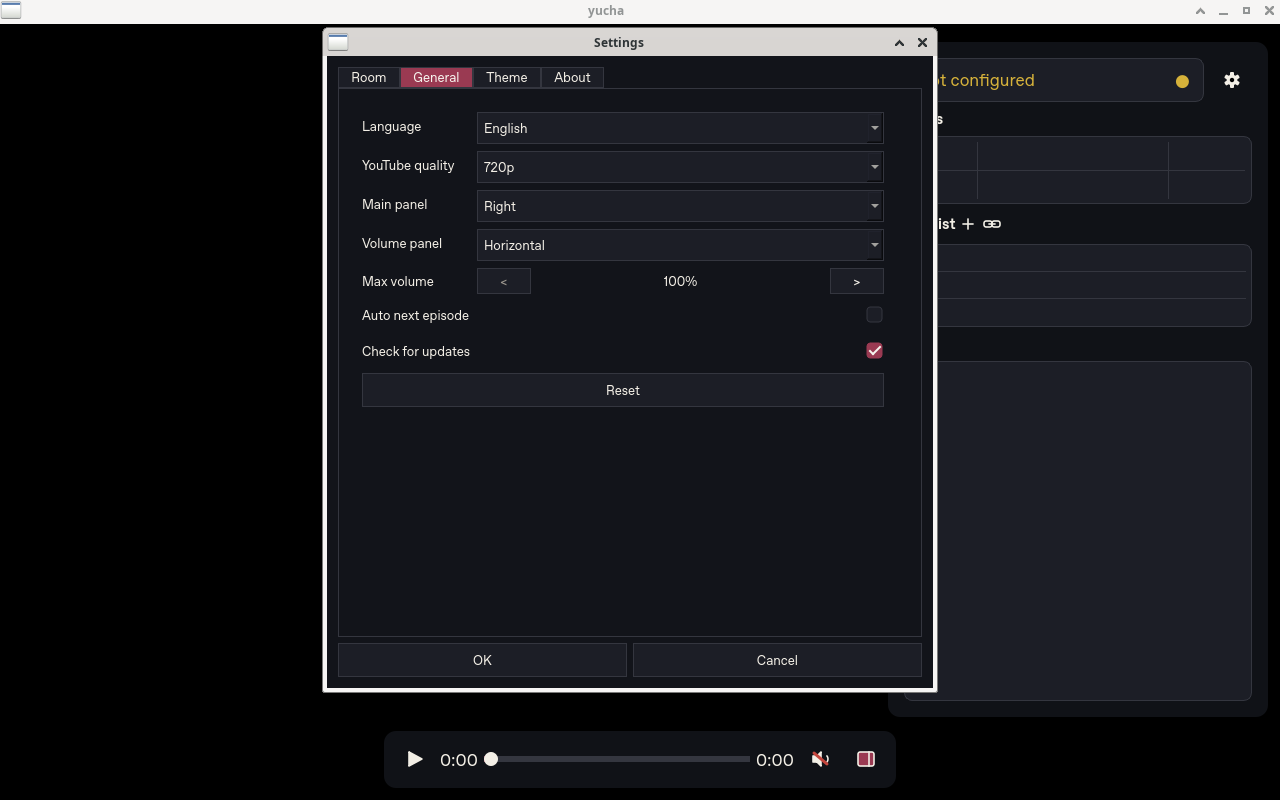 yucha
Settings
Room General Theme About
Language English
YouTube quality 720p
Main panel Right
Volume panel Horizontal
Max volume < 100% >
Auto next episode
Check for updates
Reset
OK Cancel
configured
0:00 0:00